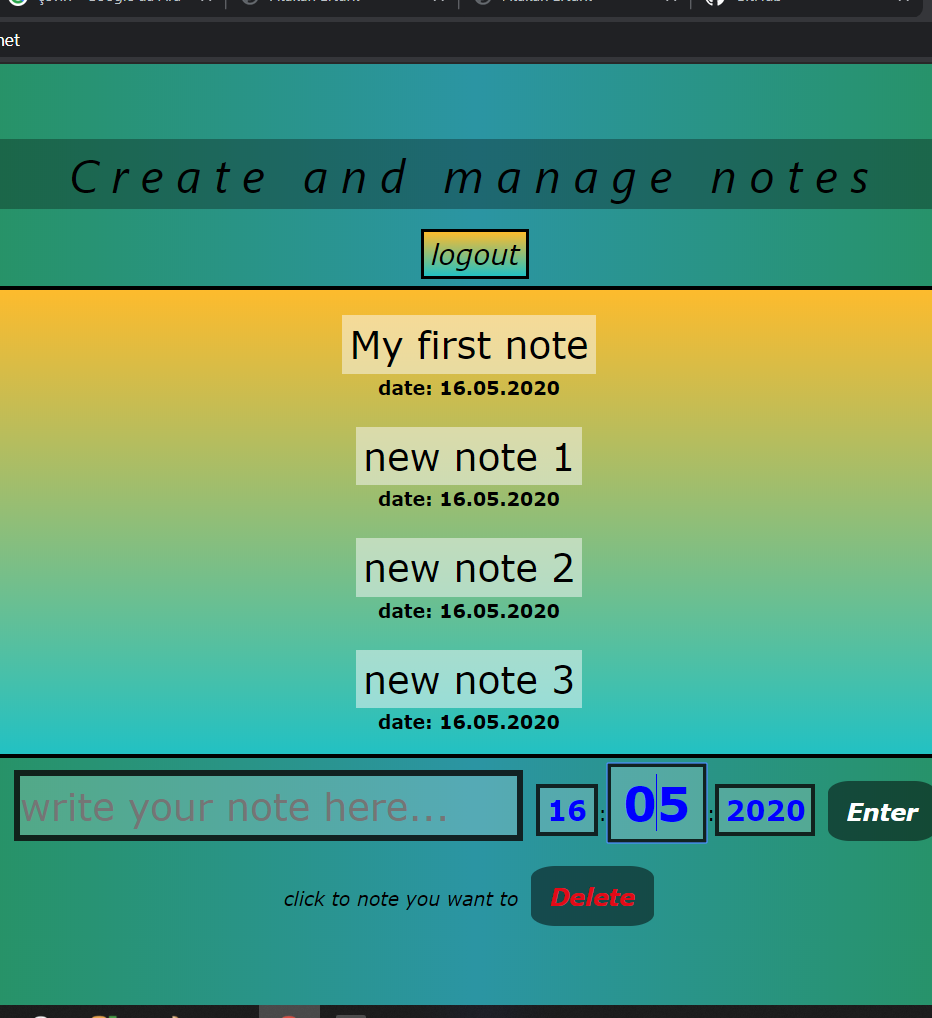 net
Create and manage notes
logout
My first note
date: 16.05.2020
new note 1
date: 16.05.2020
new note 2
date: 16.05.2020
new note 3
date: 16.05.2020
write your note here... 16 : 05 : 2020 Enter
click to note you want to Delete